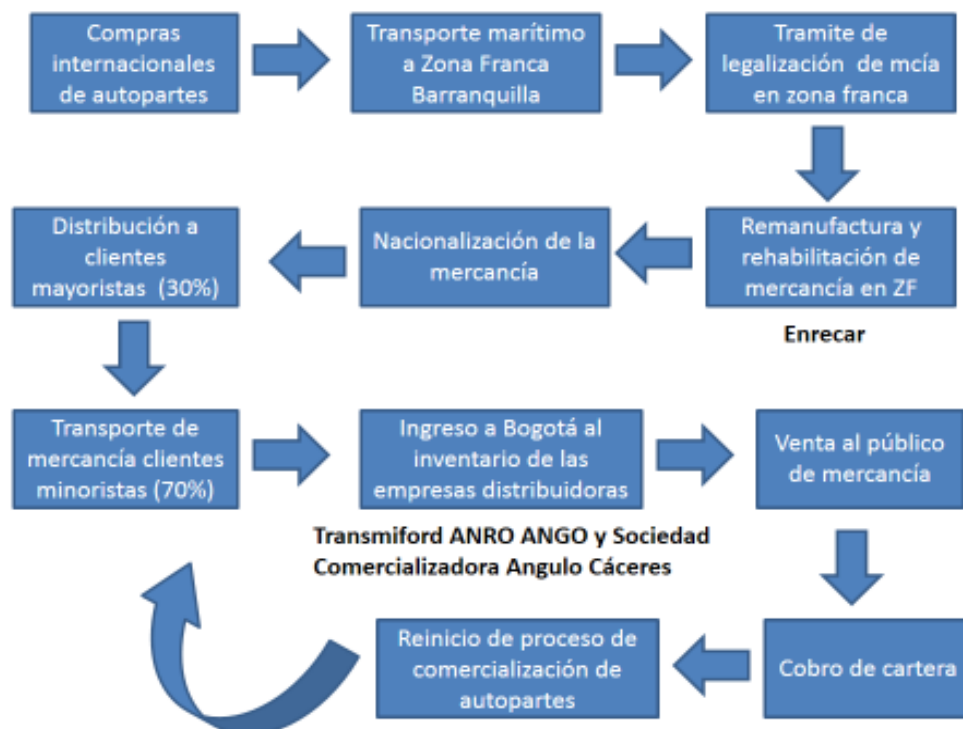 Compras
internacionales
de autopartes
Transporte marítimo
a Zona Franca
Barranquilla
Tramite de
legalización de mcía
en zona franca
Remanufactura y
rehabilitación de
mercancía en ZF
Enrecar
Nacionalización de la
mercancía
Distribución a
clientes
mayoristas (30%)
Transporte de
mercancía clientes
minoristas (70%)
Ingreso a Bogotá al
inventario de las
empresas distribuidoras
Transmiford ANRO ANGO y Sociedad
Comercializadora Angulo Cáceres
Venta al público
de mercancía
Cobro de cartera
Reinicio de proceso de
comercialización de
autopartes